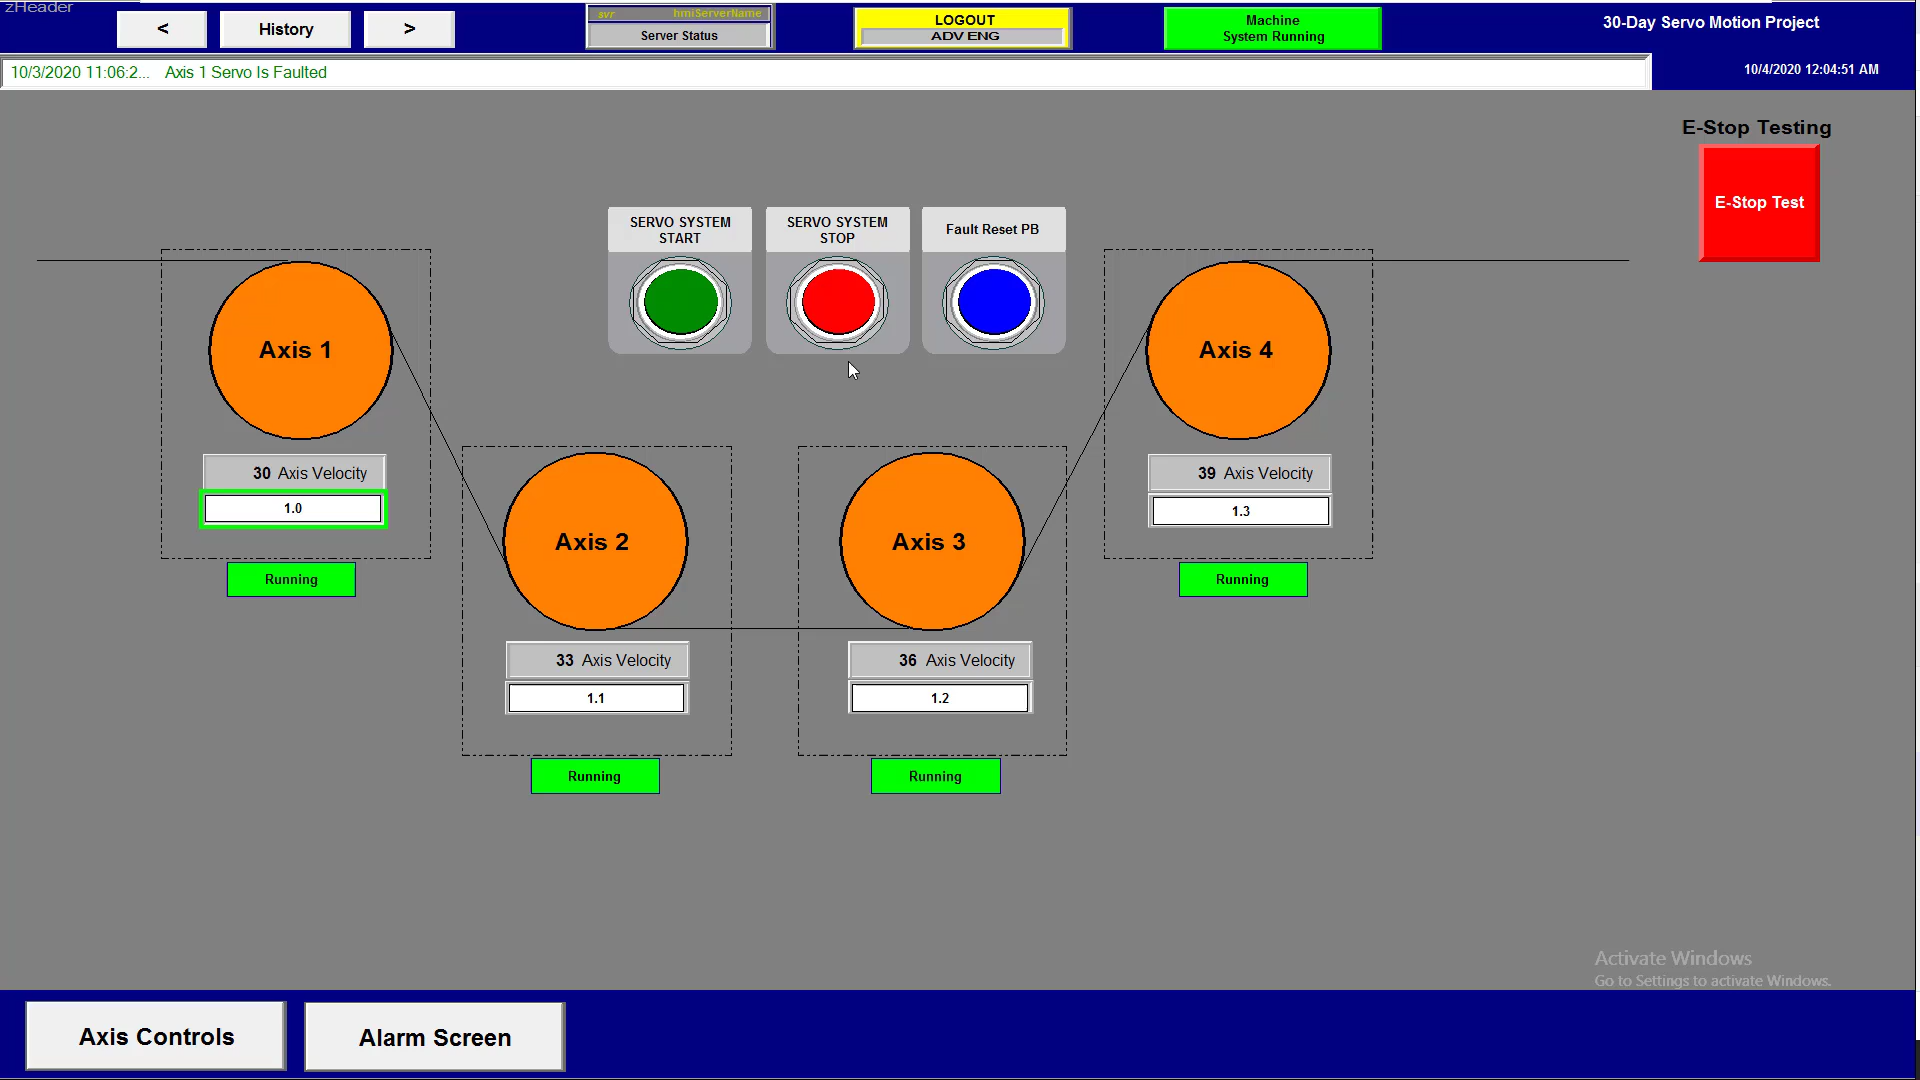 zHeader
<
History
>
svr hmiServerName
Server Status
LOGOUT
ADV ENG
Machine
System Running
30-Day Servo Motion Project
10/3/2020 11:06:2... Axis 1 Servo Is Faulted
10/4/2020 12:04:51 AM
E-Stop Testing
E-Stop Test
SERVO SYSTEM
START
SERVO SYSTEM
STOP
Fault Reset PB
Axis 1
Axis 4
30 Axis Velocity
1.0
Running
39 Axis Velocity
1.3
Running
Axis 2
Axis 3
33 Axis Velocity
1.1
Running
36 Axis Velocity
1.2
Running
Activate Windows
Go to Settings to activate Windows.
Axis Controls
Alarm Screen